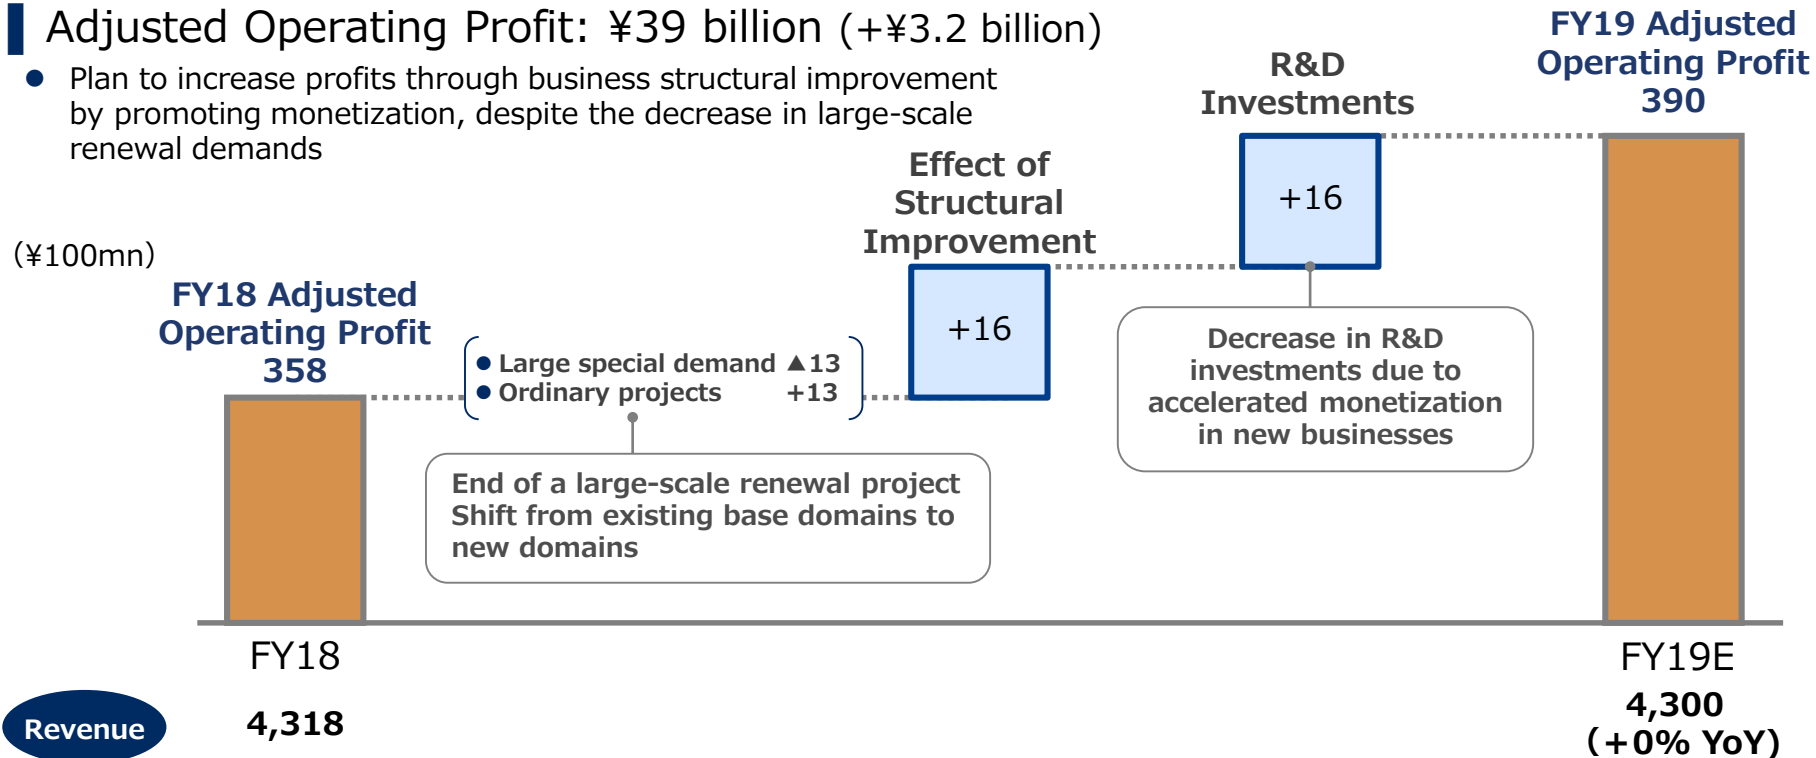 Adjusted Operating Profit: ¥39 billion (+¥3.2 billion)
● Plan to increase profits through business structural improvement
by promoting monetization, despite the decrease in large-scale
renewal demands
(¥100mn)
FY18 Adjusted
Operating Profit
358
● Large special demand ▲13
● Ordinary projects +13
End of a large-scale renewal project
Shift from existing base domains to
new domains
Effect of
Structural
Improvement
+16
R&D
Investments
+16
Decrease in R&D
investments due to
accelerated monetization
in new businesses
FY19 Adjusted
Operating Profit
390
FY18
FY19E
Revenue
4,318
4,300
(+0% YoY)